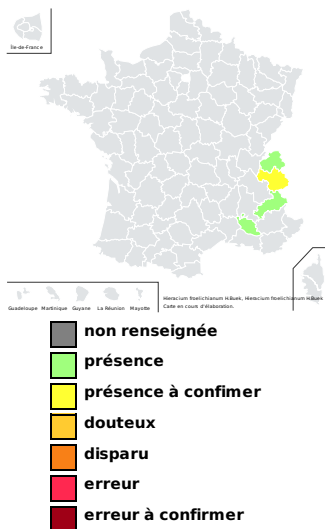 Île-de-France
Guadeloupe Martinique Guyane La Réunion Mayotte
Hieracium froelichianum H.Buek, Hieracium froelichianum H.Buek
Carte en cours d'élaboration.
non renseignée
présence
présence à confimer
douteux
disparu
erreur
erreur à confirmer